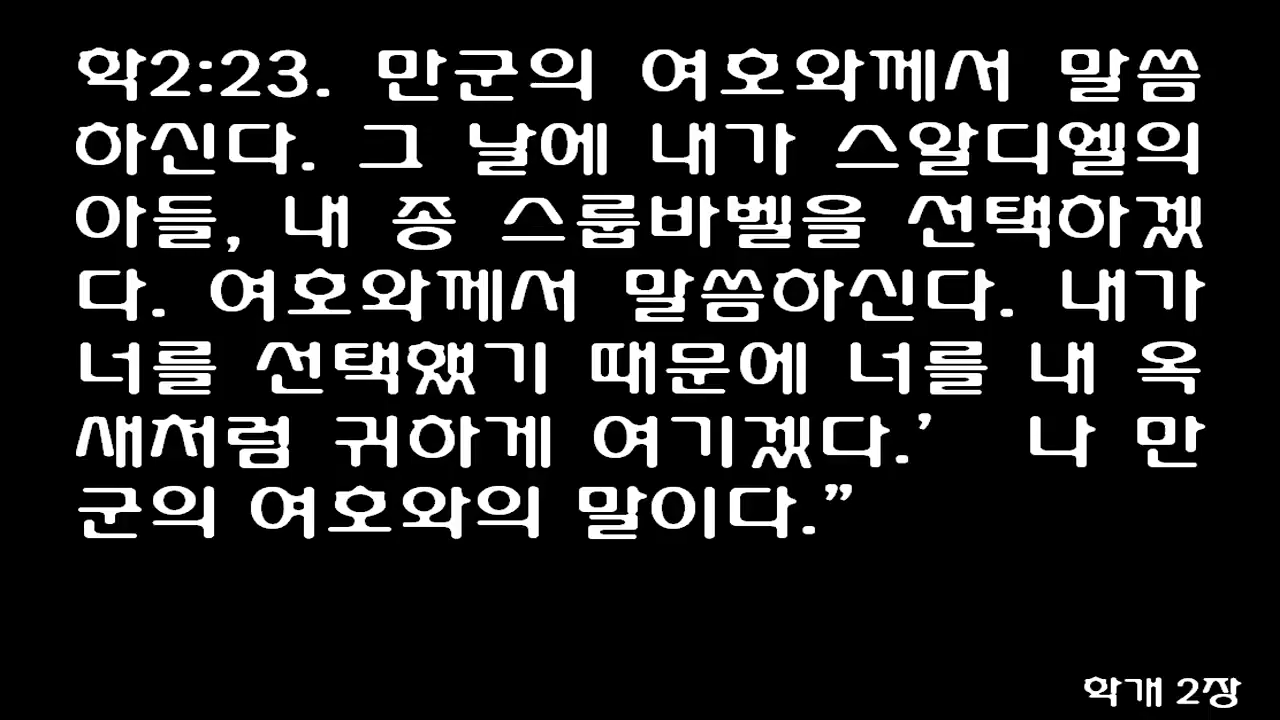 학2:23. 만군의 여호와께서 말씀
하신다. 그 날에 내가 스알디엘의
아들, 내 종 스룹바벨을 선택하겠
다. 여호와께서 말씀하신다. 내가
너를 선택했기 때문에 너를 내 옥
새처럼 귀하게 여기겠다.’ 나 만
군의 여호와의 말이다.”
학개 2장